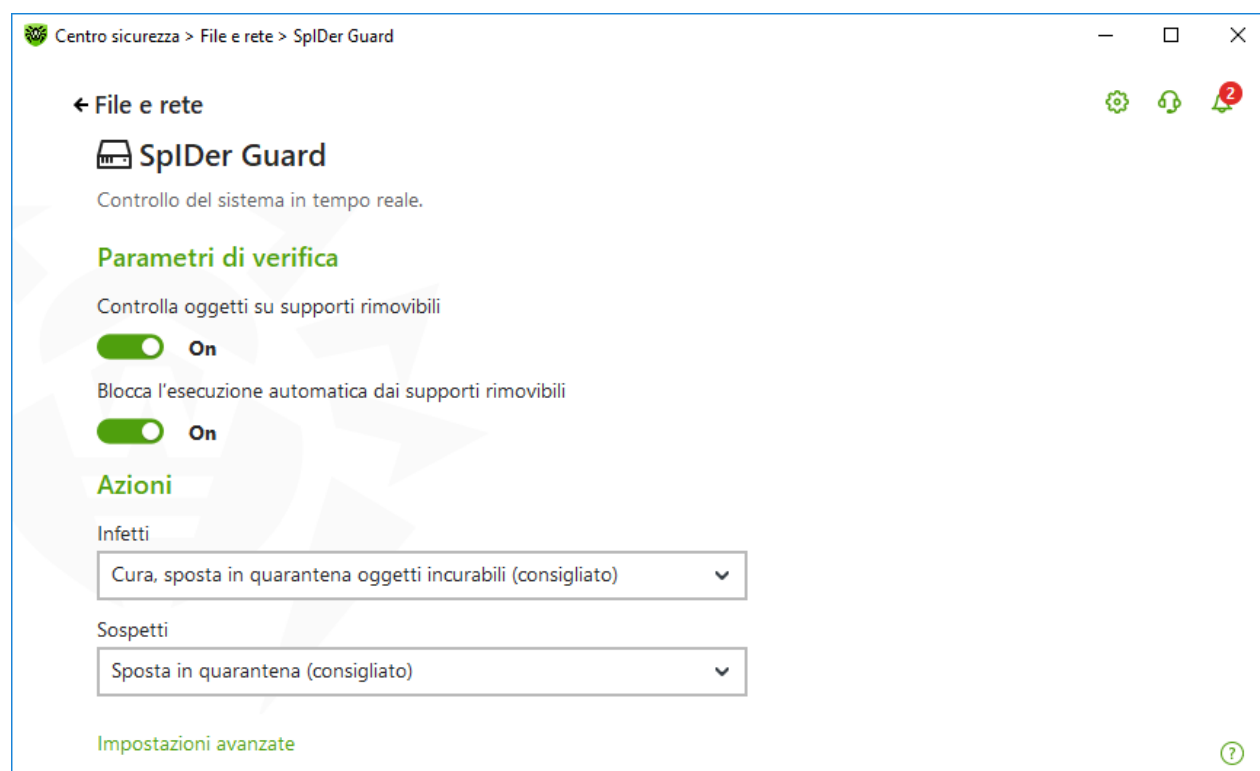 Centro sicurezza > File e rete > SpIDer Guard
File e rete
2
SpIDer Guard
Controllo del sistema in tempo reale.
Parametri di verifica
Controlla oggetti su supporti rimovibili
On
Blocca l'esecuzione automatica dai supporti rimovibili
On
Azioni
Infetti
Cura, sposta in quarantena oggetti incurabili (consigliato)
Sospetti
Sposta in quarantena (consigliato)
Impostazioni avanzate
?